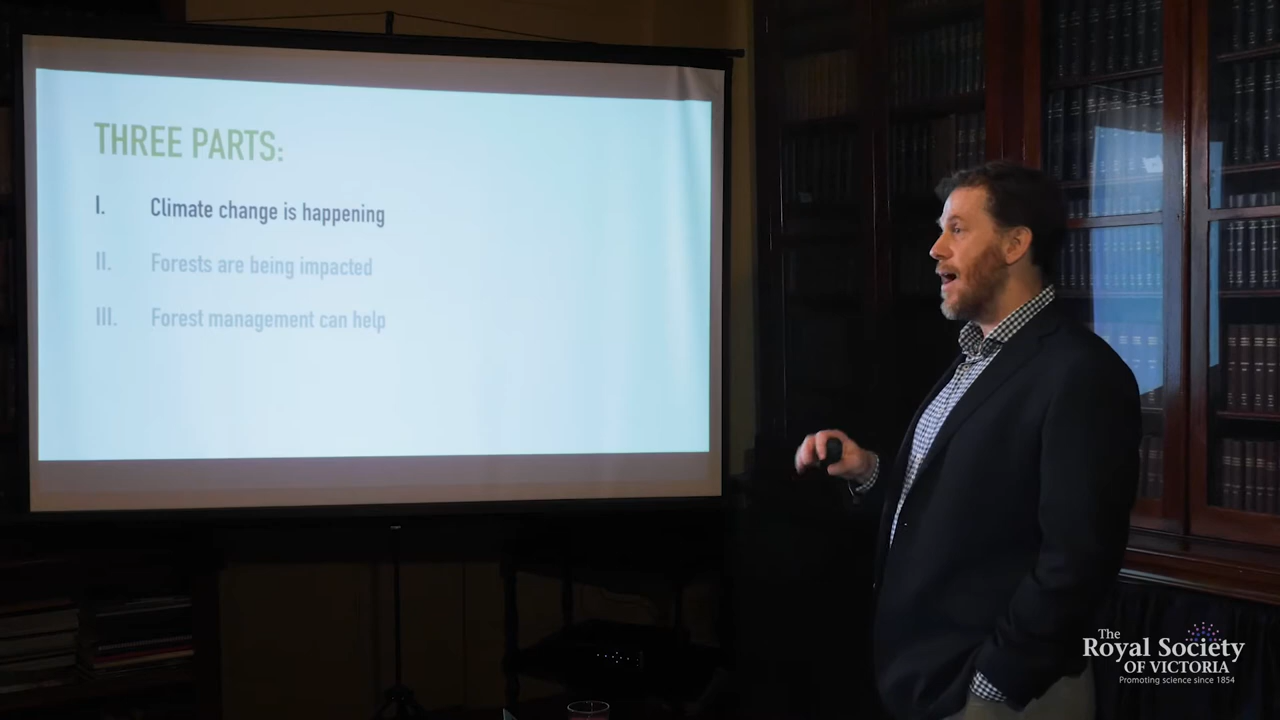 THREE PARTS:
I. Climate change is happening
II. Forests are being impacted
III. Forest management can help
The
Royal Society
OF VICTORIA
Promoting science since 1854